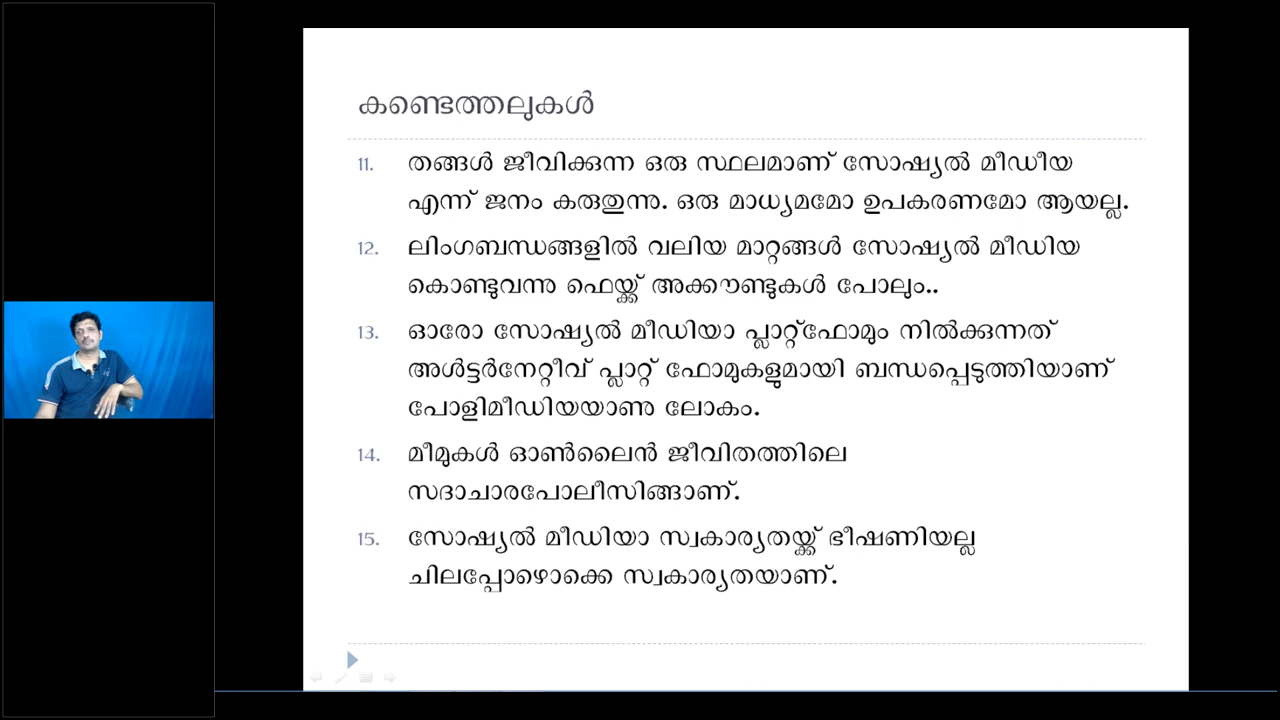 കണ്ടെത്തലുകൾ
11. തങ്ങൾ ജീവിക്കുന്ന ഒരു സ്ഥലമാണ് സോഷ്യൽ മീഡീയ
എന്ന് ജനം കരുതുന്നു. ഒരു മാധ്യമമോ ഉപകരണമോ ആയല്ല.
12. ലിംഗബന്ധങ്ങളിൽ വലിയ മാറ്റങ്ങൾ സോഷ്യൽ മീഡിയ
കൊണ്ടുവന്നു ഫെയ്ക്ക് അക്കൗണ്ടുകൾ പോലും..
13. ഓരോ സോഷ്യൽ മീഡിയാ പ്ലാറ്റ്ഫോമും നിൽക്കുന്നത്
അൾട്ടർനേറ്റീവ് പ്ലാറ്റ് ഫോമുകളുമായി ബന്ധപ്പെടുത്തിയാണ്
പോളിമീഡിയയാണു ലോകം.
14. മീമുകൾ ഓൺലൈൻ ജീവിതത്തിലെ
സദാചാരപോലീസിങ്ങാണ്.
15. സോഷ്യൽ മീഡിയാ സ്വകാര്യതയ്ക്ക് ഭീഷണിയല്ല
ചിലപ്പോഴൊക്കെ സ്വകാര്യതയാണ്.